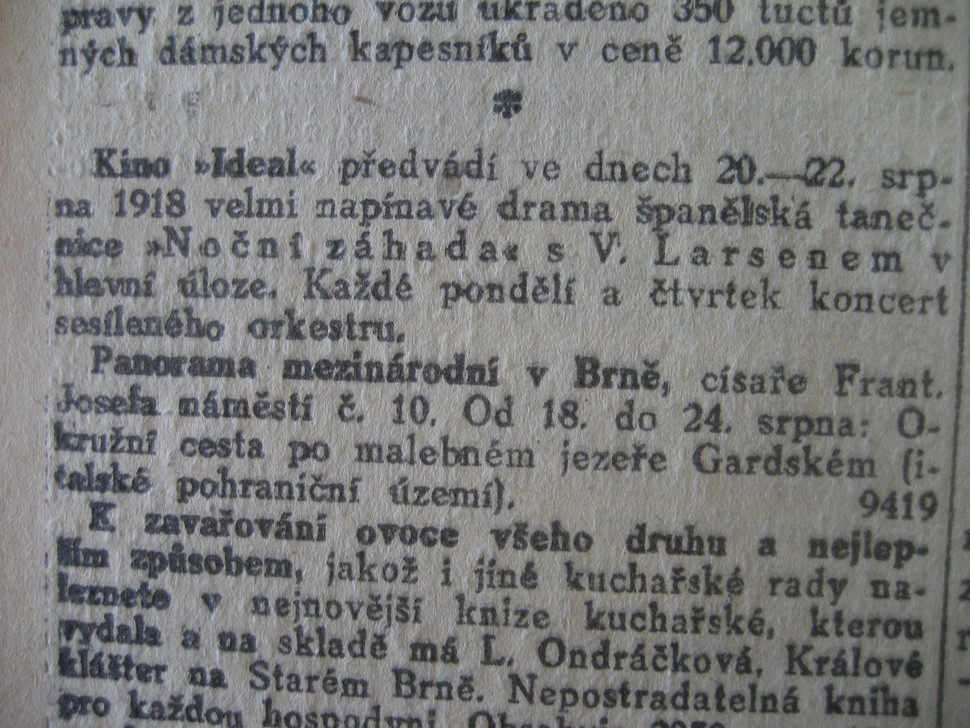 pravy z jednoho vozu ukradeno 350 tuctů jem-
ných dámských kapesníků v ceně 12.000 korun.
*
Kino »Ideal« předvádí ve dnech 20.—22. srp-
na 1918 velmi napínavé drama španělská taneč-
nice »Noční záhada« s V. Larsenem v
hlavní úloze. Každé pondělí a čtvrtek koncert
sesíleného orkestru.
Panorama mezinárodní v Brně, císaře Frant.
Josefa náměstí č. 10. Od 18. do 24. srpna: O-
kružní cesta po malebném jezeře Gardském (i-
talské pohraniční území). 9419
K zavařování ovoce všeho druhu a nejlep-
ším způsobem, jakož i jiné kuchařské rady na-
leznete v nejnovější knize kuchařské, kterou
vydala a na skladě má L. Ondráčková, Králové
klášter na Starém Brně. Nepostradatelná kniha
pro každou hospodyni